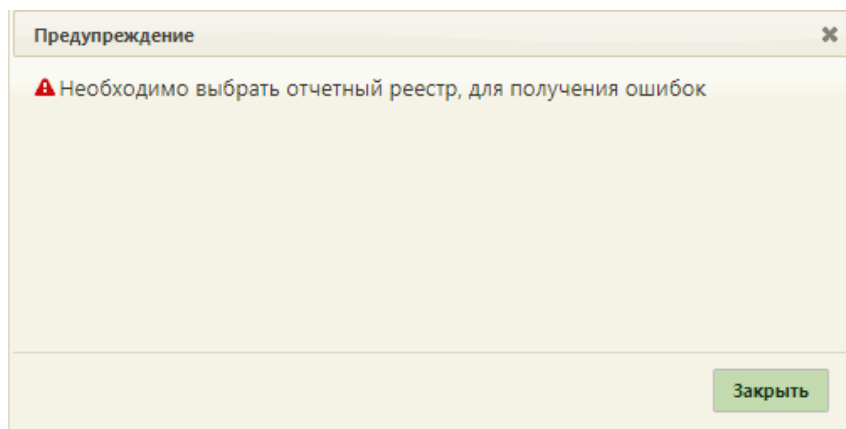 Предупреждение
Необходимо выбрать отчетный реестр, для получения ошибок
Закрыть